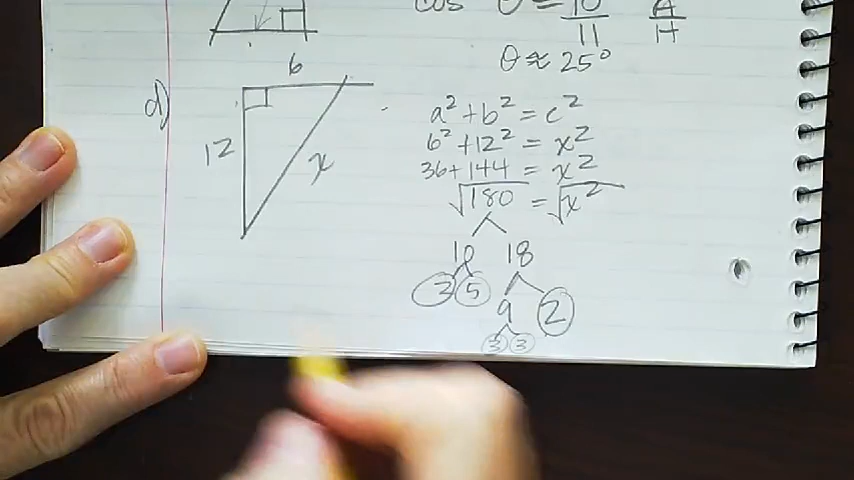 θ = 10/11 A/H
θ ≈ 25°
d)
6
12
x
a² + b² = c²
6² + 12² = x²
36 + 144 = x²
√180 = √x²
10 18
2 5 9 2
3 3